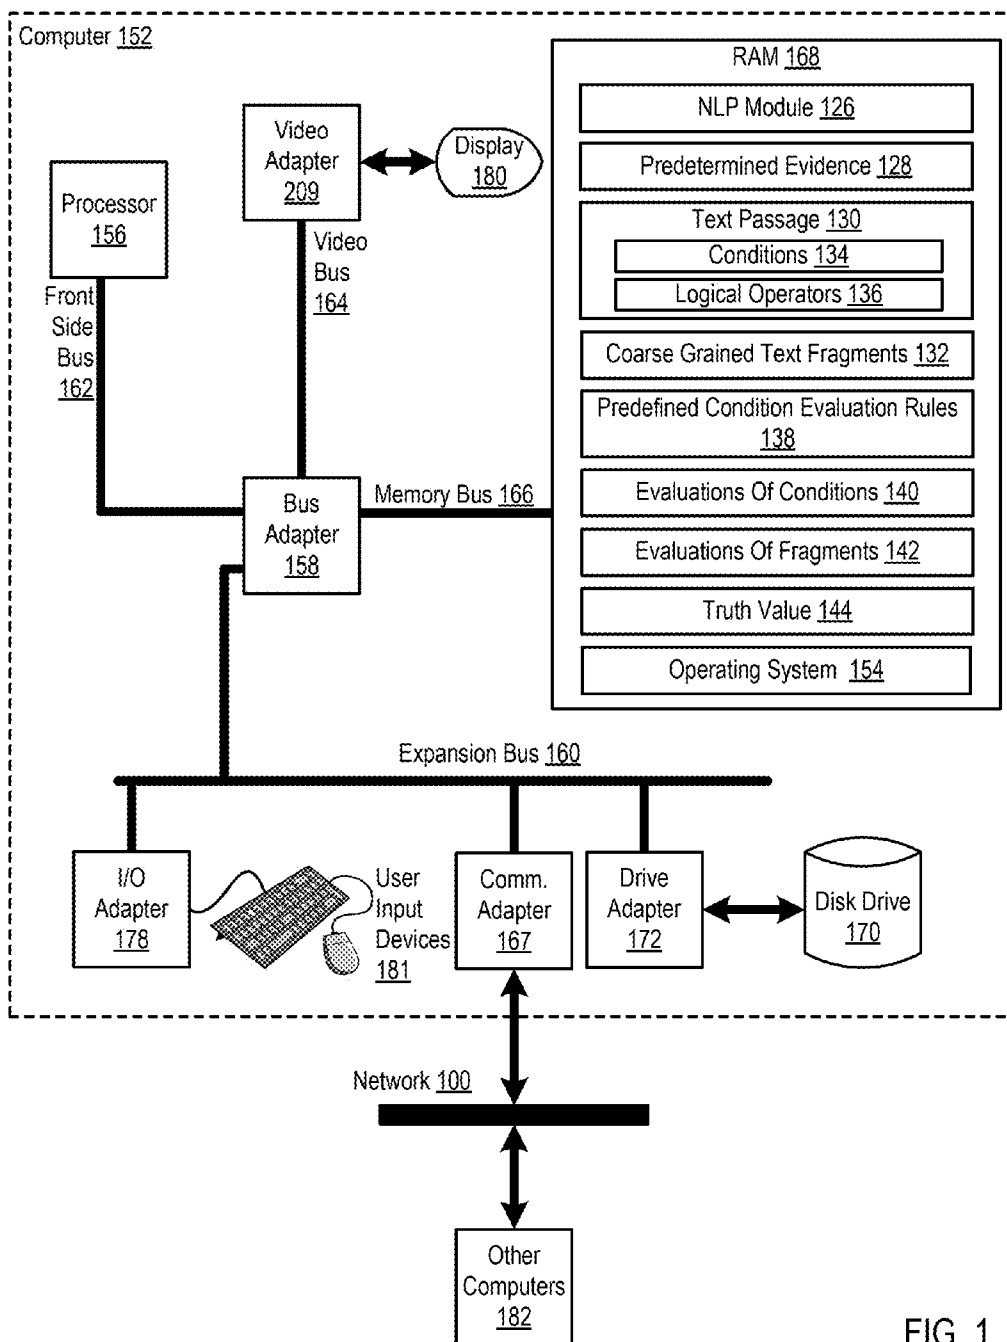 Computer 152
RAM 168
NLP Module 126
Predetermined Evidence 128
Text Passage 130
Conditions 134
Logical Operators 136
Coarse Grained Text Fragments 132
Predefined Condition Evaluation Rules
138
Evaluations Of Conditions 140
Evaluations Of Fragments 142
Truth Value 144
Operating System 154
Video
Adapter
209
Display
180
Processor
156
Video
Bus
164
Front
Side
Bus
162
Bus
Adapter
158
Memory Bus 166
Expansion Bus 160
I/O
Adapter
178
User
Input
Devices
181
Comm.
Adapter
167
Drive
Adapter
172
Disk Drive
170
Network 100
Other
Computers
182
FIG. 1